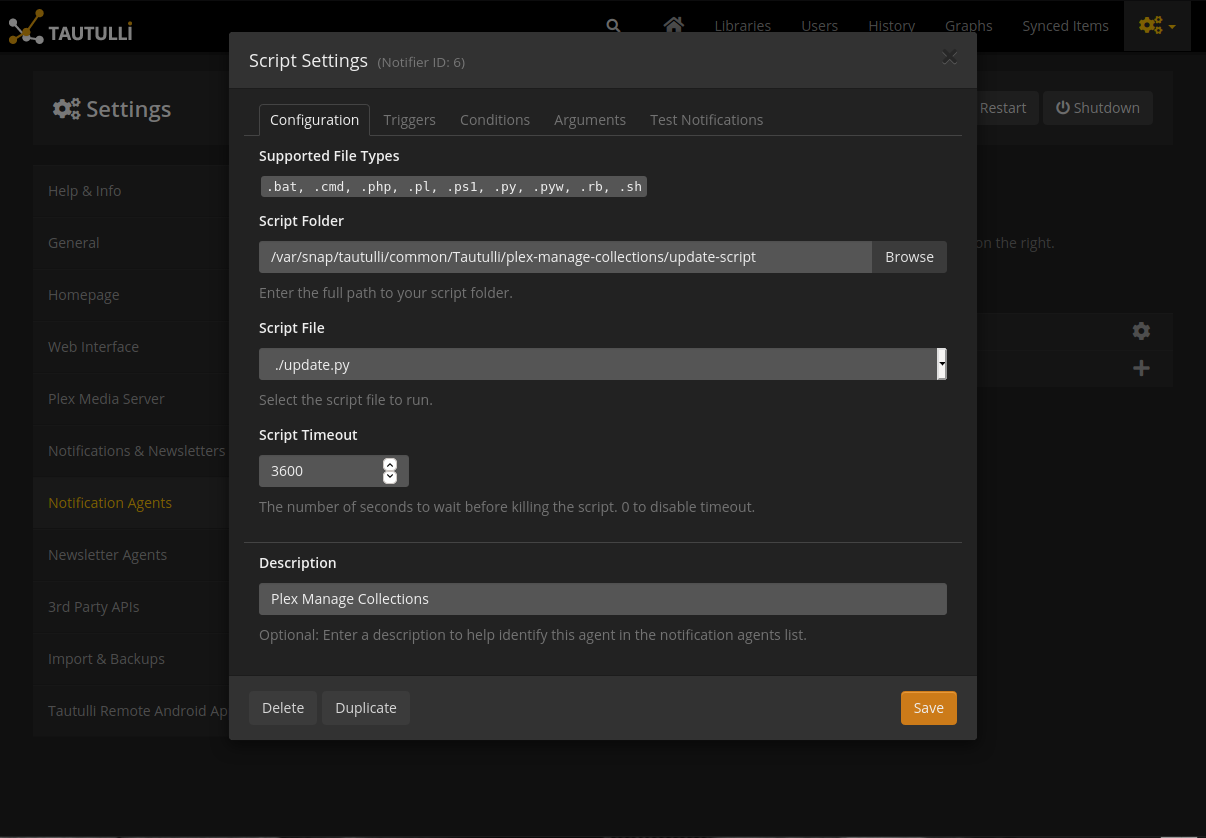 TAUTULLi
Libraries
Users
History
Graphs
Synced Items
Script Settings (Notifier ID: 6)
×
Settings
Restart
Shutdown
Configuration
Triggers
Conditions
Arguments
Test Notifications
Supported File Types
.bat, .cmd, .php, .pl, .ps1, .py, .pyw, .rb, .sh
Script Folder
/var/snap/tautulli/common/Tautulli/plex-manage-collections/update-script
Browse
Enter the full path to your script folder.
Script File
./update.py
Select the script file to run.
Script Timeout
3600
The number of seconds to wait before killing the script. 0 to disable timeout.
Description
Plex Manage Collections
Optional: Enter a description to help identify this agent in the notification agents list.
Delete
Duplicate
Save
Help & Info
General
Homepage
Web Interface
Plex Media Server
Notifications & Newsletters
Notification Agents
Newsletter Agents
3rd Party APIs
Import & Backups
Tautulli Remote Android Ap
on the right.